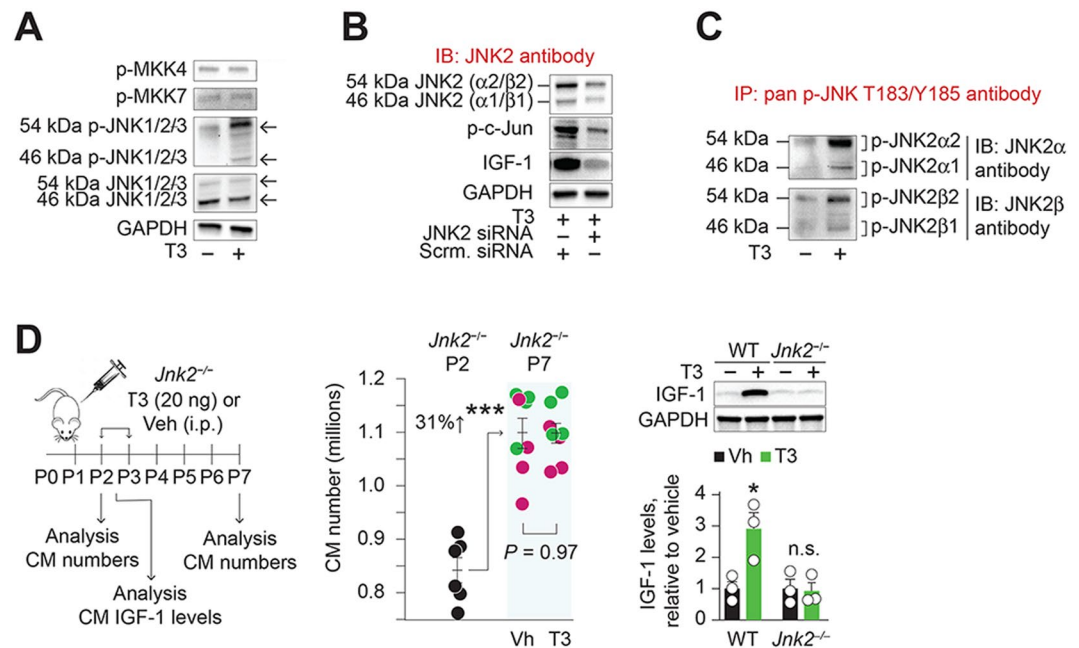 A
p-MKK4
p-MKK7
54 kDa p-JNK1/2/3
46 kDa p-JNK1/2/3
54 kDa JNK1/2/3
46 kDa JNK1/2/3
GAPDH
T3 – +
B
IB: JNK2 antibody
54 kDa JNK2 (α2/β2)
46 kDa JNK2 (α1/β1)
p-c-Jun
IGF-1
GAPDH
T3 + +
JNK2 siRNA – +
Scrm. siRNA + –
C
IP: pan p-JNK T183/Y185 antibody
54 kDa p-JNK2α2 IB: JNK2α
46 kDa p-JNK2α1 antibody
54 kDa p-JNK2β2 IB: JNK2β
46 kDa p-JNK2β1 antibody
T3 – +
D
Jnk2–/–
T3 (20 ng) or
Veh (i.p.)
P0 P1 P2 P3 P4 P5 P6 P7
Analysis
CM numbers
Analysis
CM numbers
Analysis
CM IGF-1 levels
Jnk2–/– Jnk2–/–
P2 P7
CM number (millions)
1.2
1.1
1.0
0.9
0.8
31%↑ ***
P = 0.97
Vh T3
WT Jnk2–/–
T3 – + – +
IGF-1
GAPDH
Vh T3
IGF-1 levels,
relative to vehicle
4
3
2
1
0
*
n.s.
WT Jnk2–/–